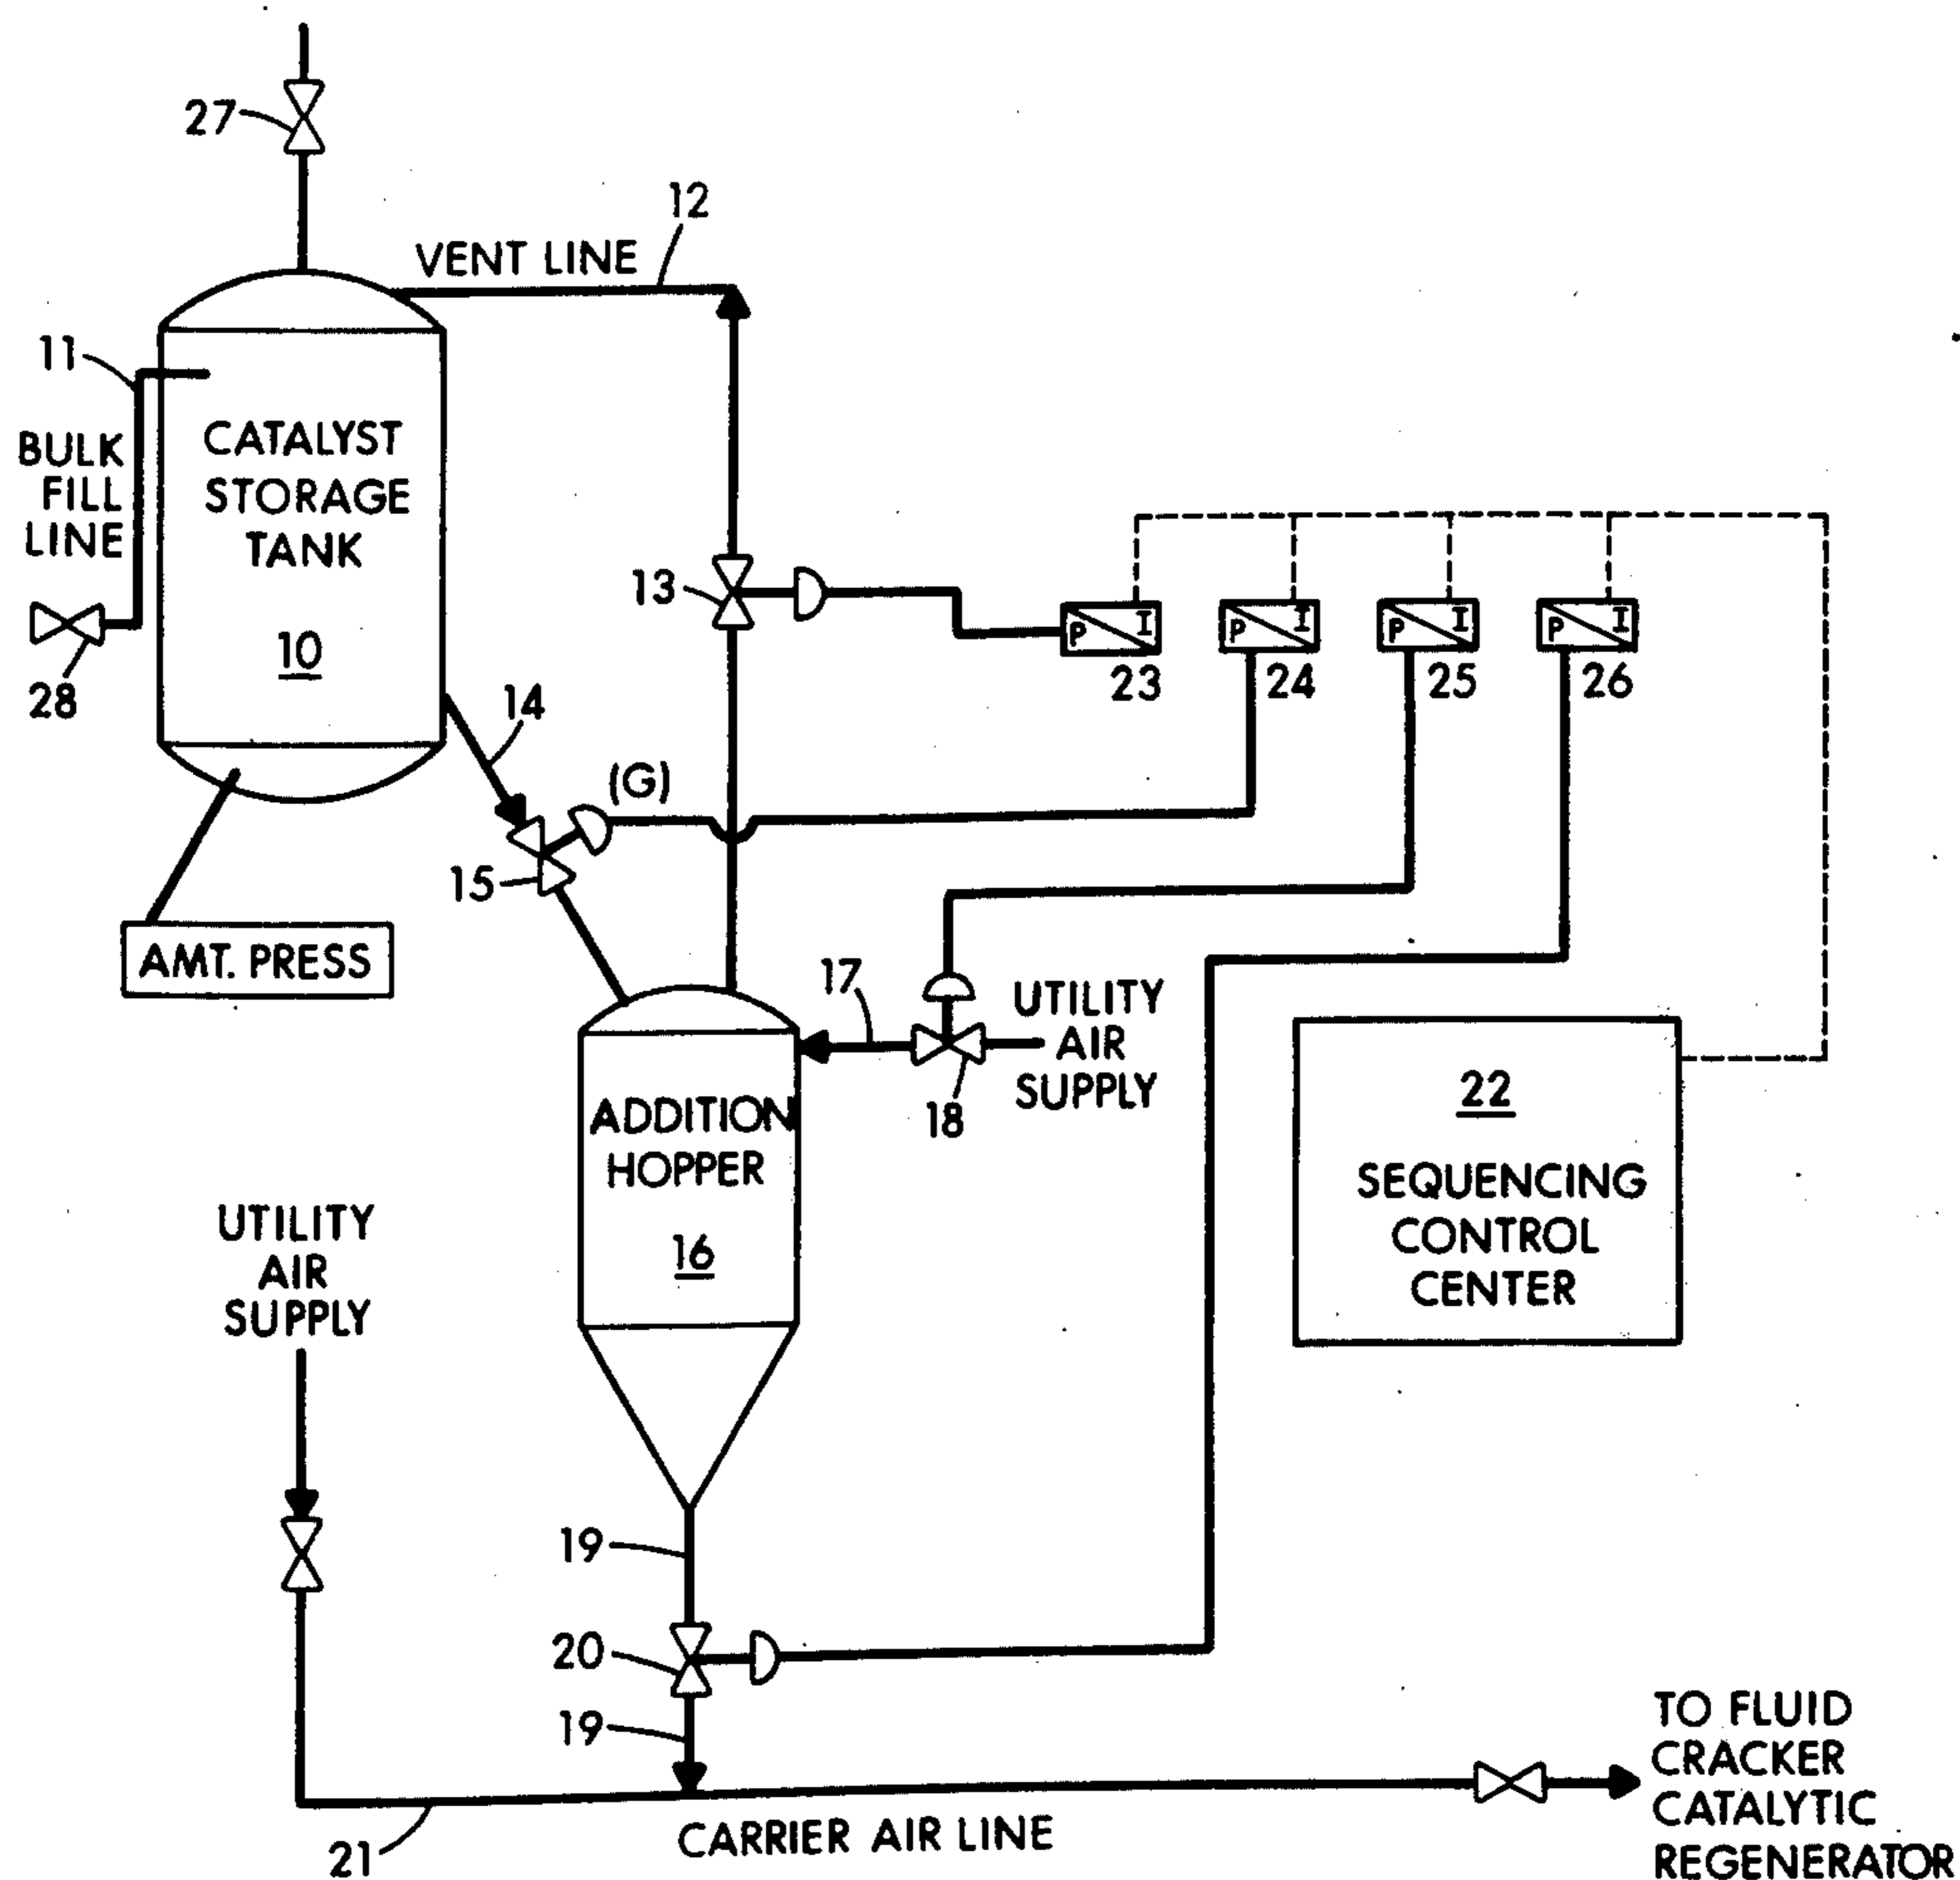 27
12
VENT LINE
11
BULK
FILL
LINE
CATALYST
STORAGE
TANK
10
28
13
P I
P I
P I
P I
23
24
25
26
14
(G)
15
AMT. PRESS
17
UTILITY
AIR
SUPPLY
18
ADDITION
HOPPER
16
22
SEQUENCING
CONTROL
CENTER
UTILITY
AIR
SUPPLY
19
20
19
21
CARRIER AIR LINE
TO FLUID
CRACKER
CATALYTIC
REGENERATOR